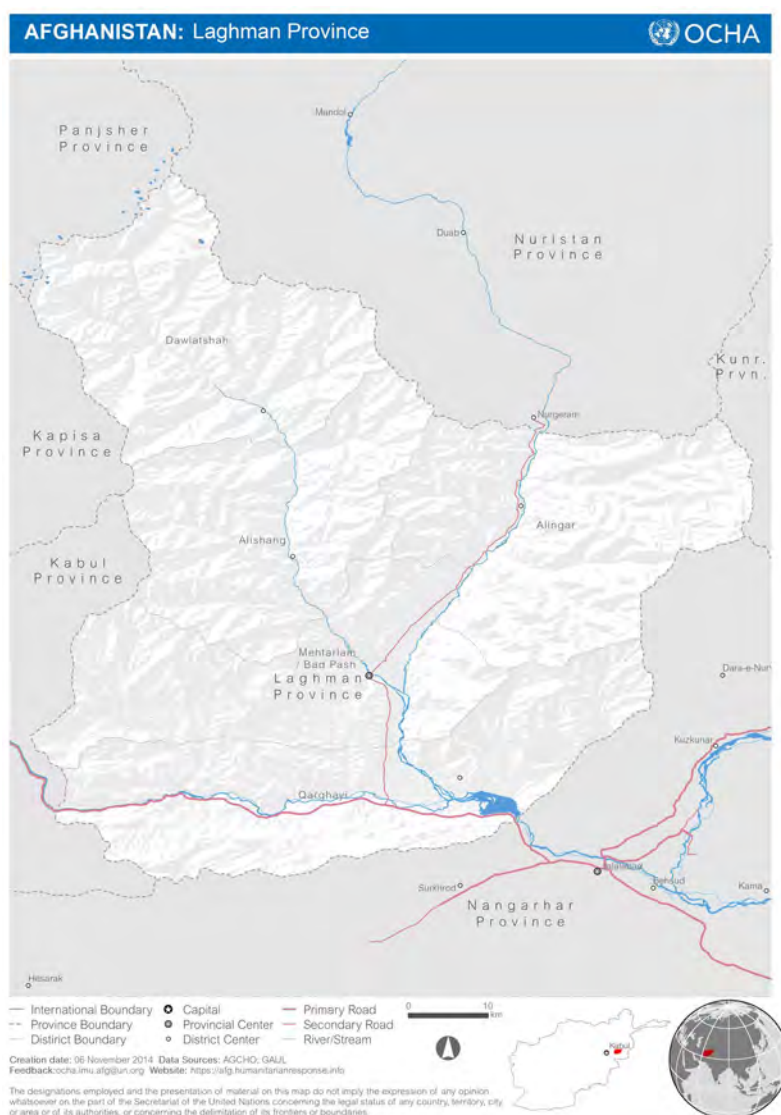 AFGHANISTAN: Laghman Province
OCHA
Panjsher
Province
Mandol
Duab
Nuristan
Province
Dawlatshah
Kunr.
Prvn.
Nurgeram
Kapisa
Province
Alingar
Alishang
Kabul
Province
Mehtarlam
/ Bad Pash
Laghman
Province
Dara-e-Nur
Kuzkunar
Qarghayi
Jalalabad
Surkhrod
Behsud
Kama
Nangarhar
Province
Hesarak
International Boundary
Province Boundary
District Boundary
Capital
Provincial Center
District Center
Primary Road
Secondary Road
River/Stream
0 10
km
Kabul
Creation date: 06 November 2014 Data Sources: AGCHO; GAUL
Feedback:ocha.imu.afg@un.org Website: https://afg.humanitarianresponse.info
The designations employed and the presentation of material on this map do not imply the expression of any opinion
whatsoever on the part of the Secretariat of the United Nations concerning the legal status of any country, territory, city
or area or of its authorities, or concerning the delimitation of its frontiers or boundaries.